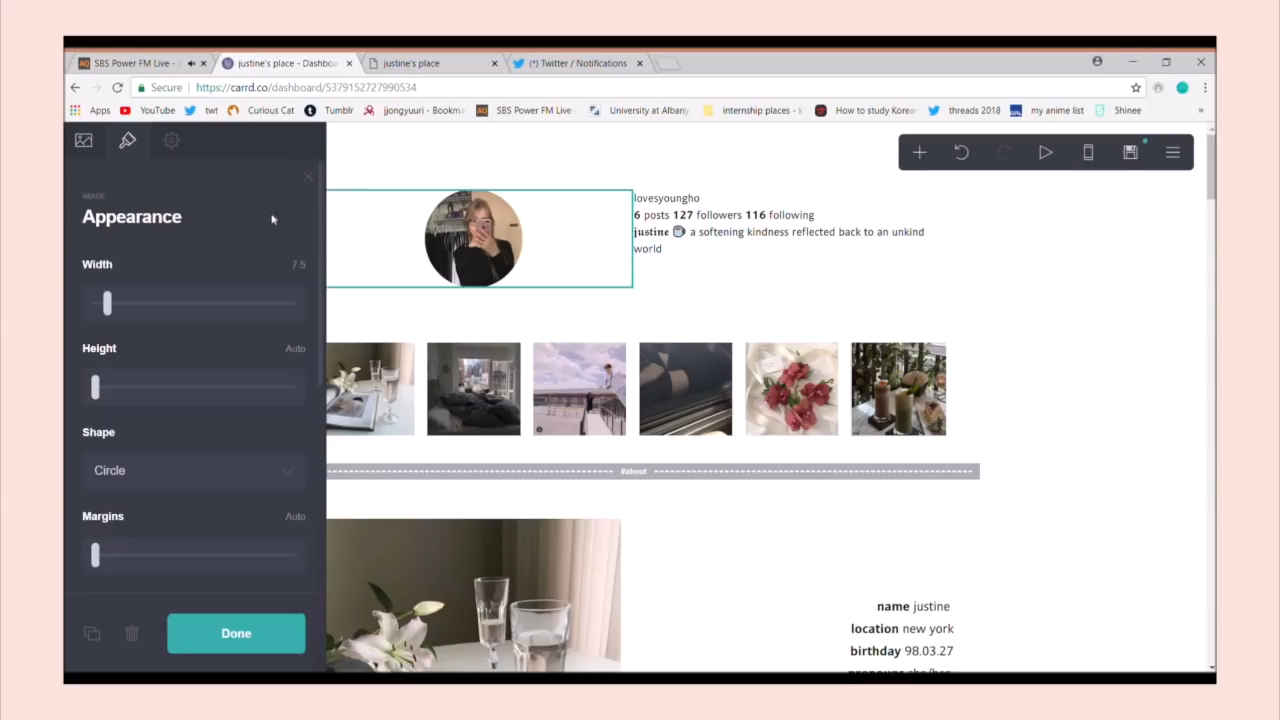 SBS Power FM Live -
justine's place - Dashboa
justine's place
(*) Twitter / Notifications
Secure
https://carrd.co/dashboard/5379152727990534
Apps
YouTube
twt
Curious Cat
Tumblr
jjongyuuri - Bookma
SBS Power FM Live -
University at Albany
internship places -
How to study Korea
threads 2018
my anime list
Shinee
»
IMAGE
Appearance
Width
7.5
Height
Auto
Shape
Circle
Margins
Auto
Done
lovesyoungho
6 posts 127 followers 116 following
justine ☕ a softening kindness reflected back to an unkind
world
#about
name justine
location new york
birthday 98.03.27
pronouns she/her